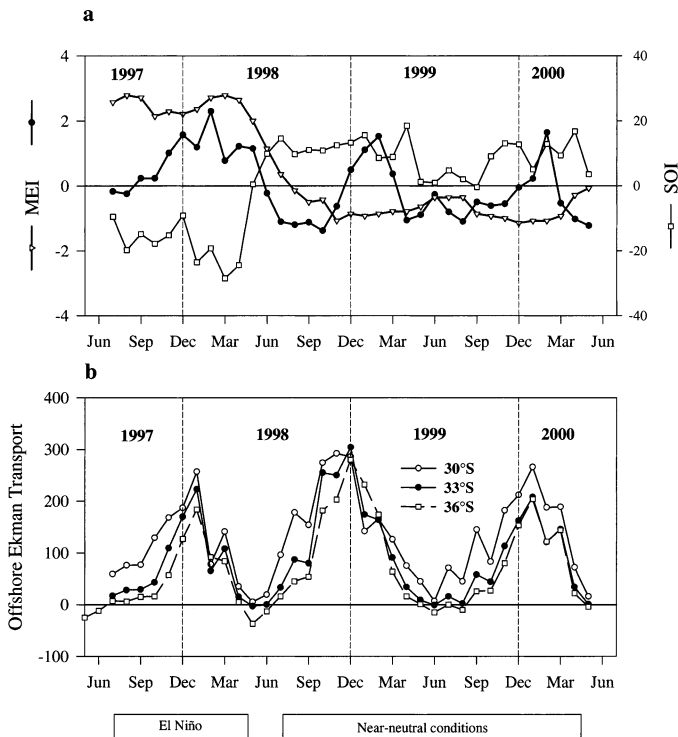 a
4 40
1997 1998 1999 2000
2 20
0 0
-2 -20
-4 -40
MEI
SOI
Jun Sep Dec Mar Jun Sep Dec Mar Jun Sep Dec Mar Jun
b
400
1997 1998 1999 2000
300
30°S
33°S
36°S
200
100
0
-100
Offshore Ekman Transport
Jun Sep Dec Mar Jun Sep Dec Mar Jun Sep Dec Mar Jun
El Niño Near-neutral conditions